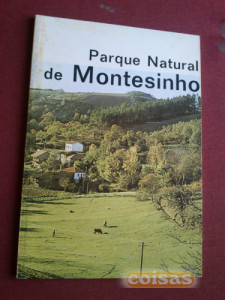 Parque Natural
de Montesinho
coisas